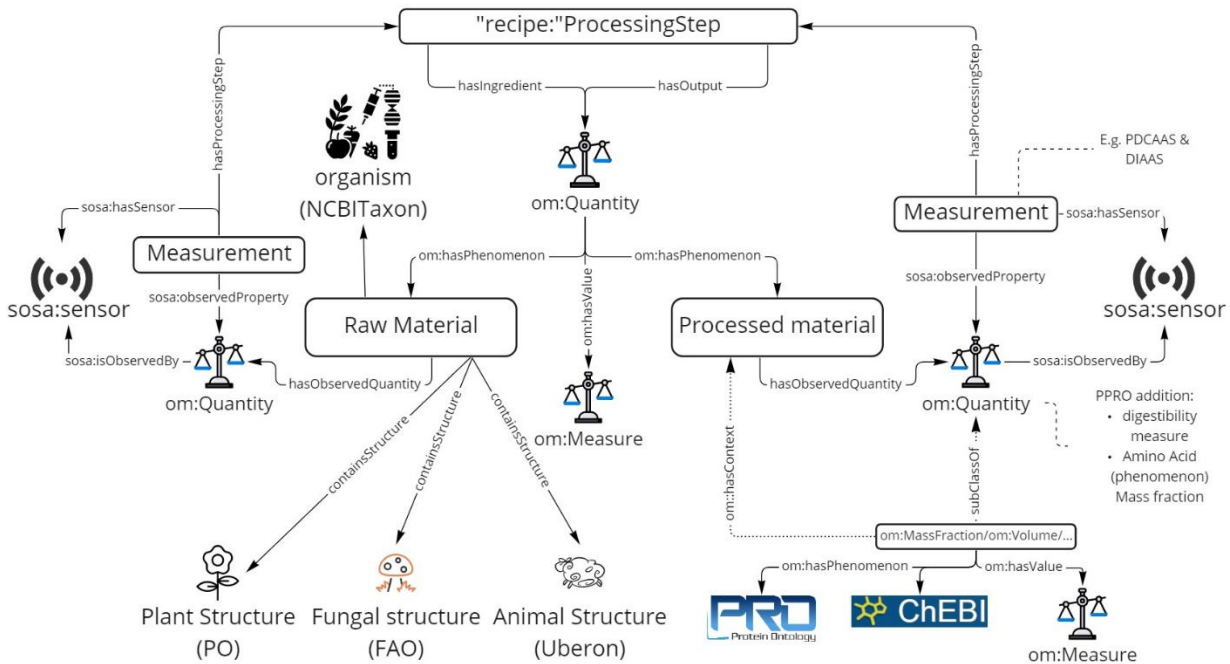 "recipe:"ProcessingStep
hasIngredient
hasOutput
hasProcessingStep
hasProcessingStep
E.g. PDCAAS &
DIAAS
organism
(NCBITaxon)
om:Quantity
sosa:hasSensor
Measurement
Measurement
sosa:hasSensor
om:hasPhenomenon
om:hasPhenomenon
sosa:observedProperty
sosa:observedProperty
om:hasValue
sosa:sensor
sosa:sensor
Raw Material
Processed material
sosa:isObservedBy
hasObservedQuantity
hasObservedQuantity
sosa:isObservedBy
om:Quantity
om:Quantity
om:Measure
PPRO addition:
• digestibility
measure
• Amino Acid
(phenomenon)
Mass fraction
containsStructure
containsStructure
containsStructure
om::hasContext
subClassOf
om:MassFraction/om:Volume/...
om:hasPhenomenon
om:hasValue
Plant Structure
(PO)
Fungal structure
(FAO)
Animal Structure
(Uberon)
PRO
Protein Ontology
ChEBI
om:Measure